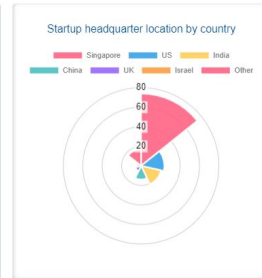 Startup headquarter location by country
Singapore US India
China UK Israel Other
80
60
40
20